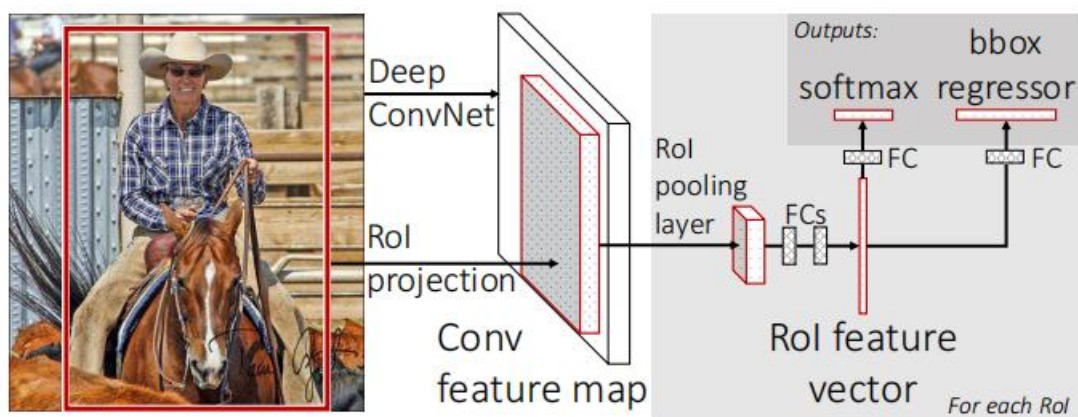 Deep
ConvNet
RoI
projection
Conv
feature map
RoI
pooling
layer
FCs
RoI feature
vector
For each RoI
Outputs:
softmax
bbox
regressor
FC
FC